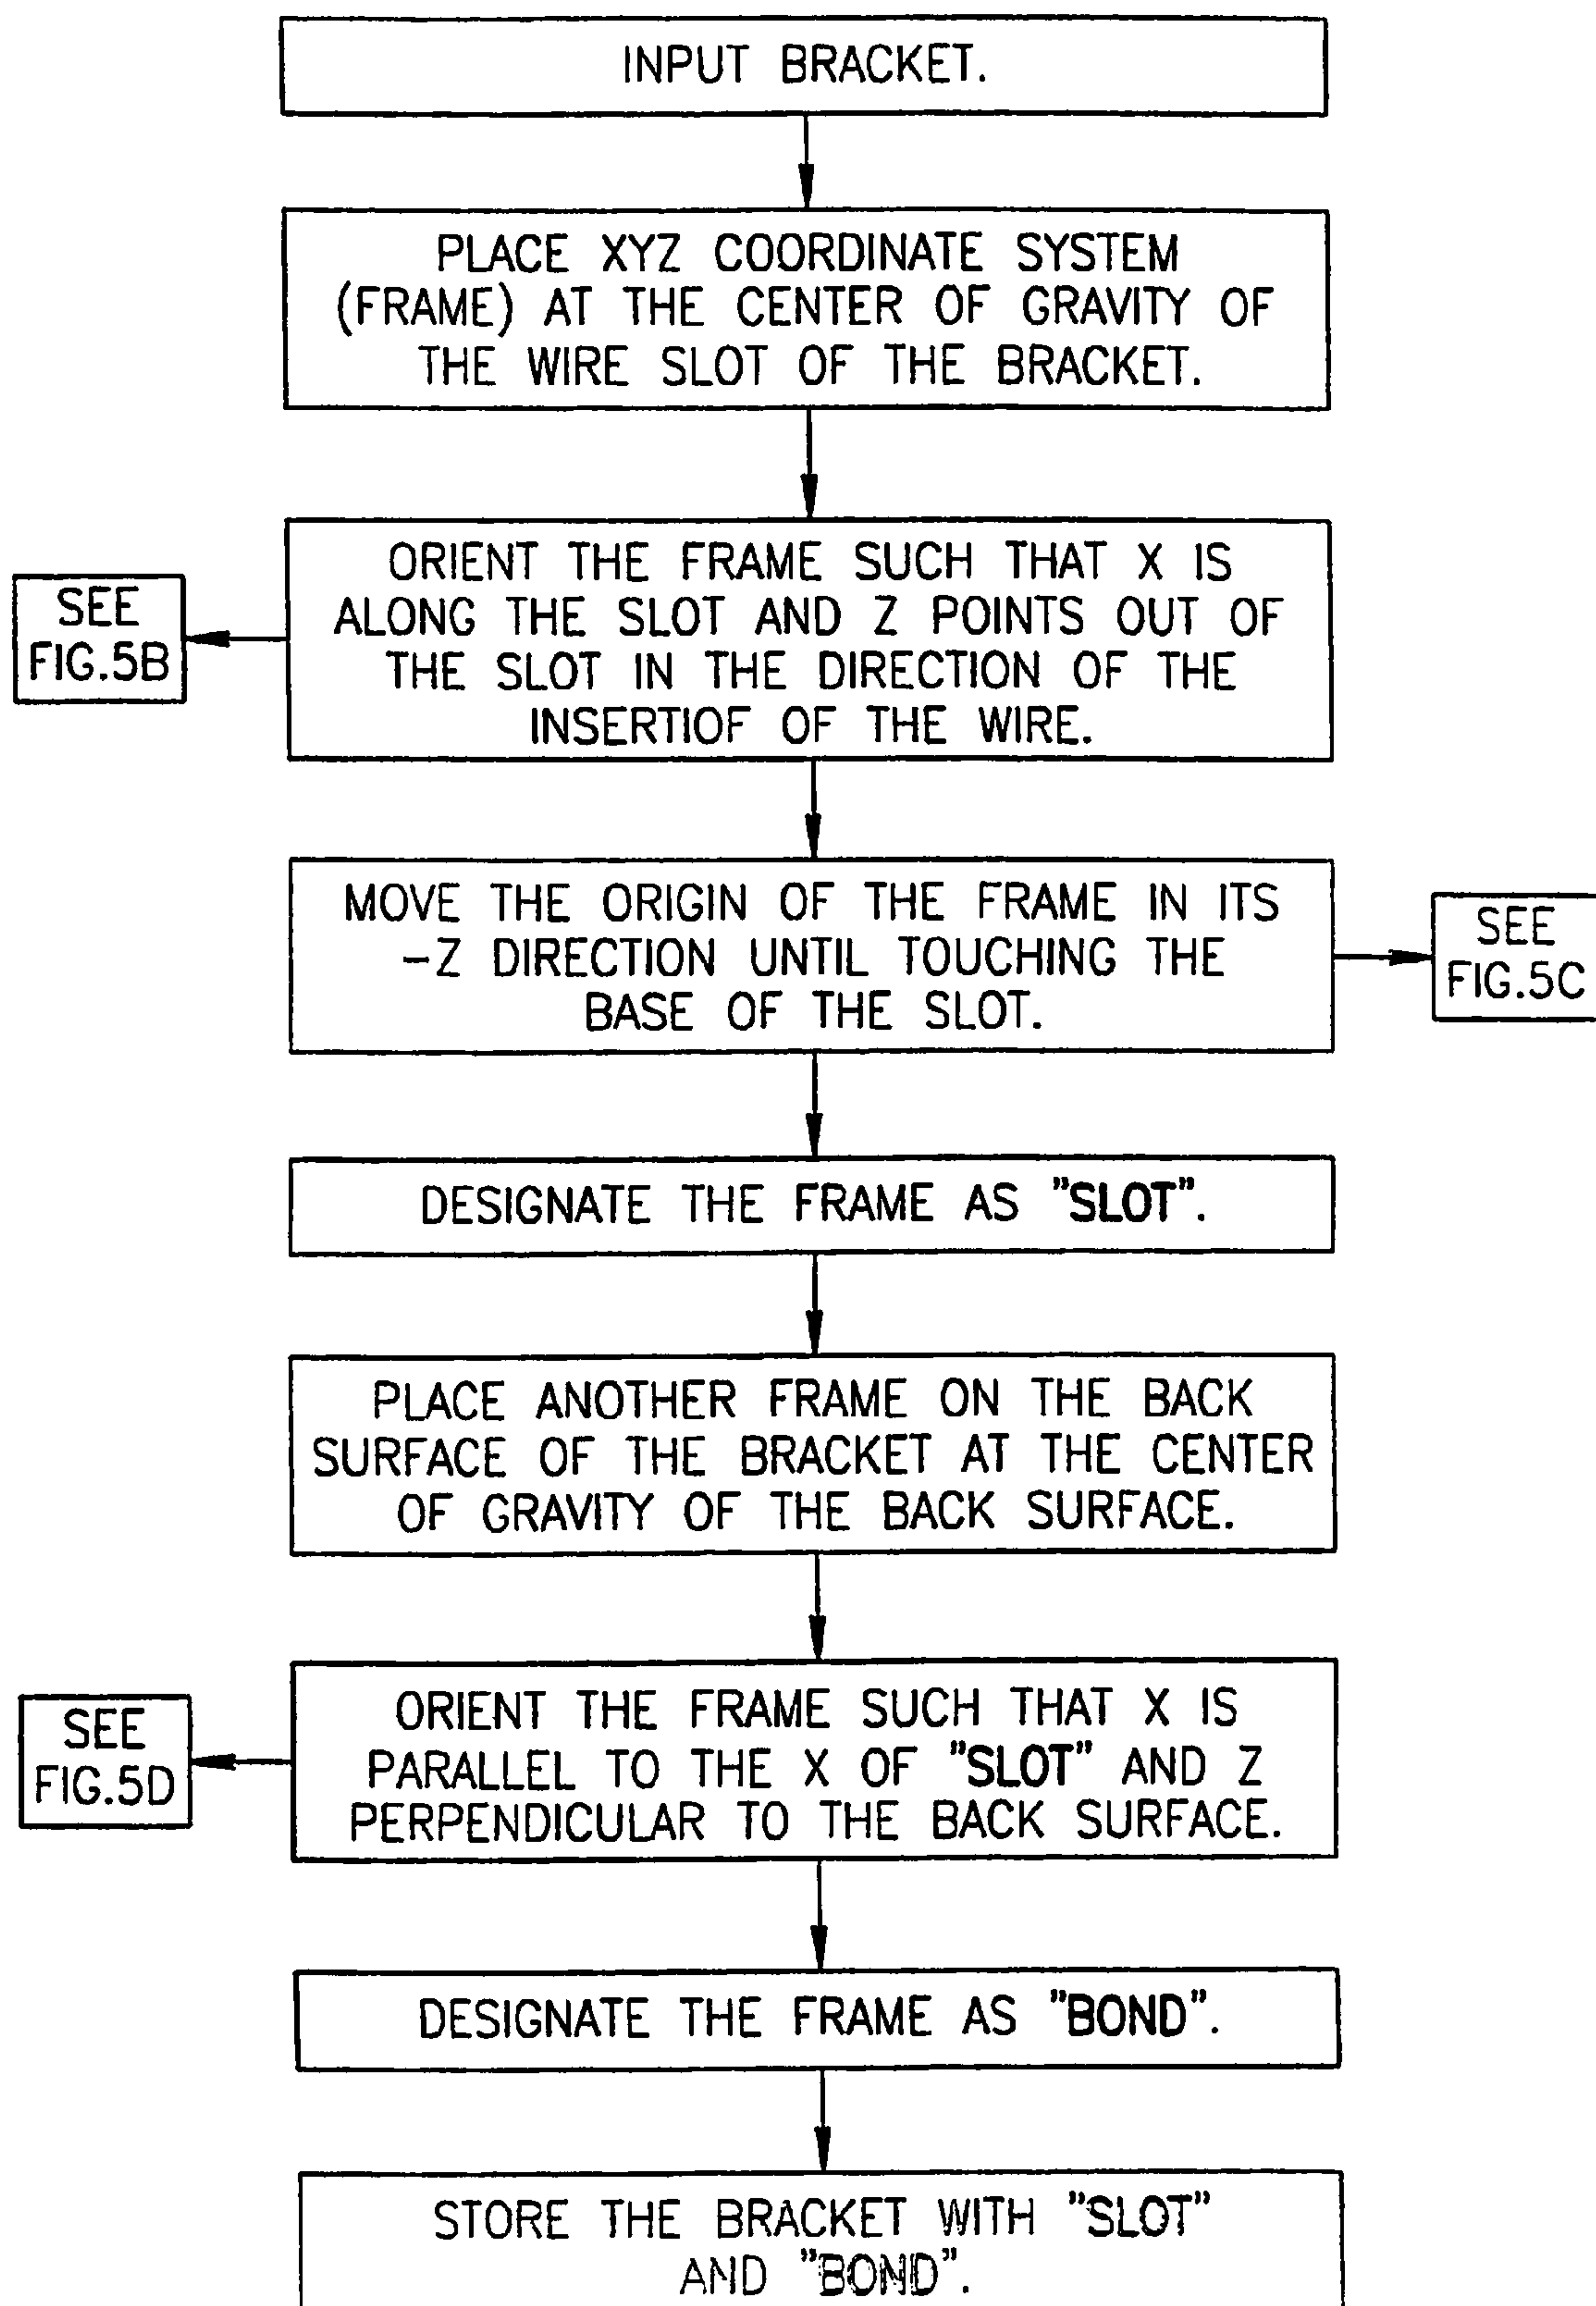 INPUT BRACKET.
PLACE XYZ COORDINATE SYSTEM
(FRAME) AT THE CENTER OF GRAVITY OF
THE WIRE SLOT OF THE BRACKET.
ORIENT THE FRAME SUCH THAT X IS
ALONG THE SLOT AND Z POINTS OUT OF
THE SLOT IN THE DIRECTION OF THE
INSERTIOF OF THE WIRE.
SEE
FIG.5B
MOVE THE ORIGIN OF THE FRAME IN ITS
-Z DIRECTION UNTIL TOUCHING THE
BASE OF THE SLOT.
SEE
FIG.5C
DESIGNATE THE FRAME AS "SLOT".
PLACE ANOTHER FRAME ON THE BACK
SURFACE OF THE BRACKET AT THE CENTER
OF GRAVITY OF THE BACK SURFACE.
ORIENT THE FRAME SUCH THAT X IS
PARALLEL TO THE X OF "SLOT" AND Z
PERPENDICULAR TO THE BACK SURFACE.
SEE
FIG.5D
DESIGNATE THE FRAME AS "BOND".
STORE THE BRACKET WITH "SLOT"
AND "BOND".